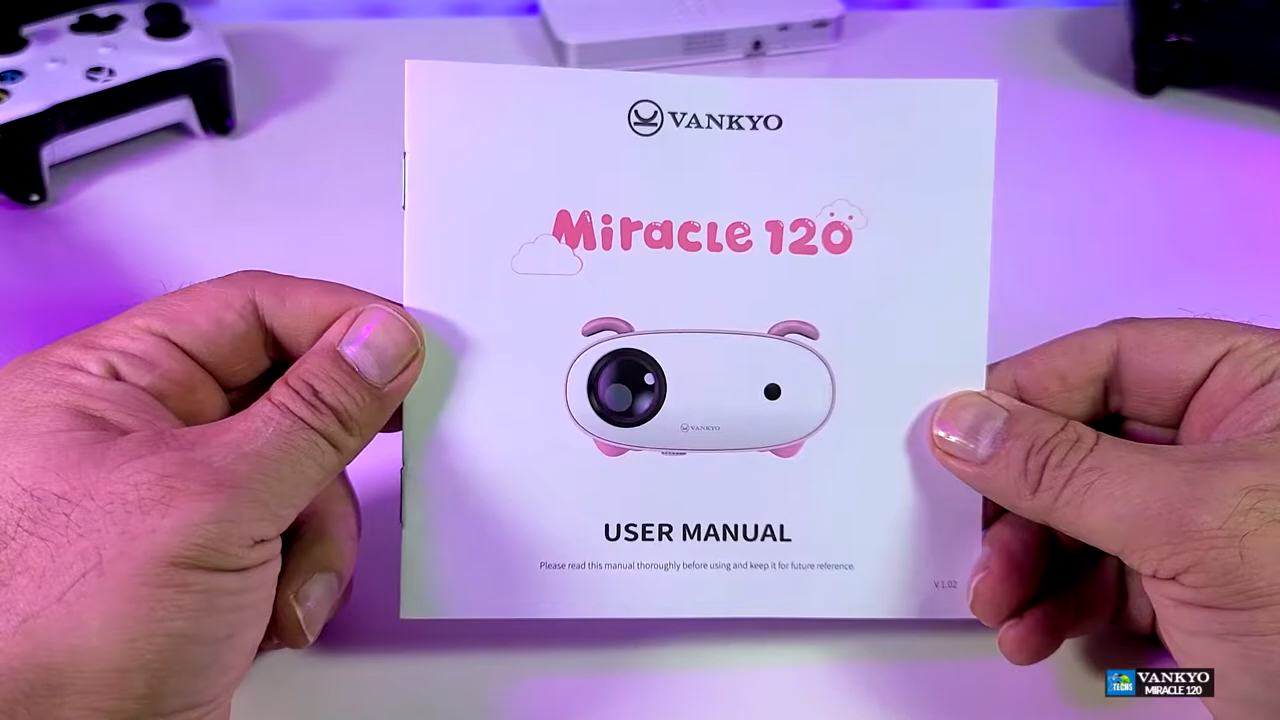 VANKYO
Miracle 120
VANKYO
USER MANUAL
Please read this manual thoroughly before using and keep it for future reference.
V 1.02
TECHS
VANKYO
MIRACLE 120